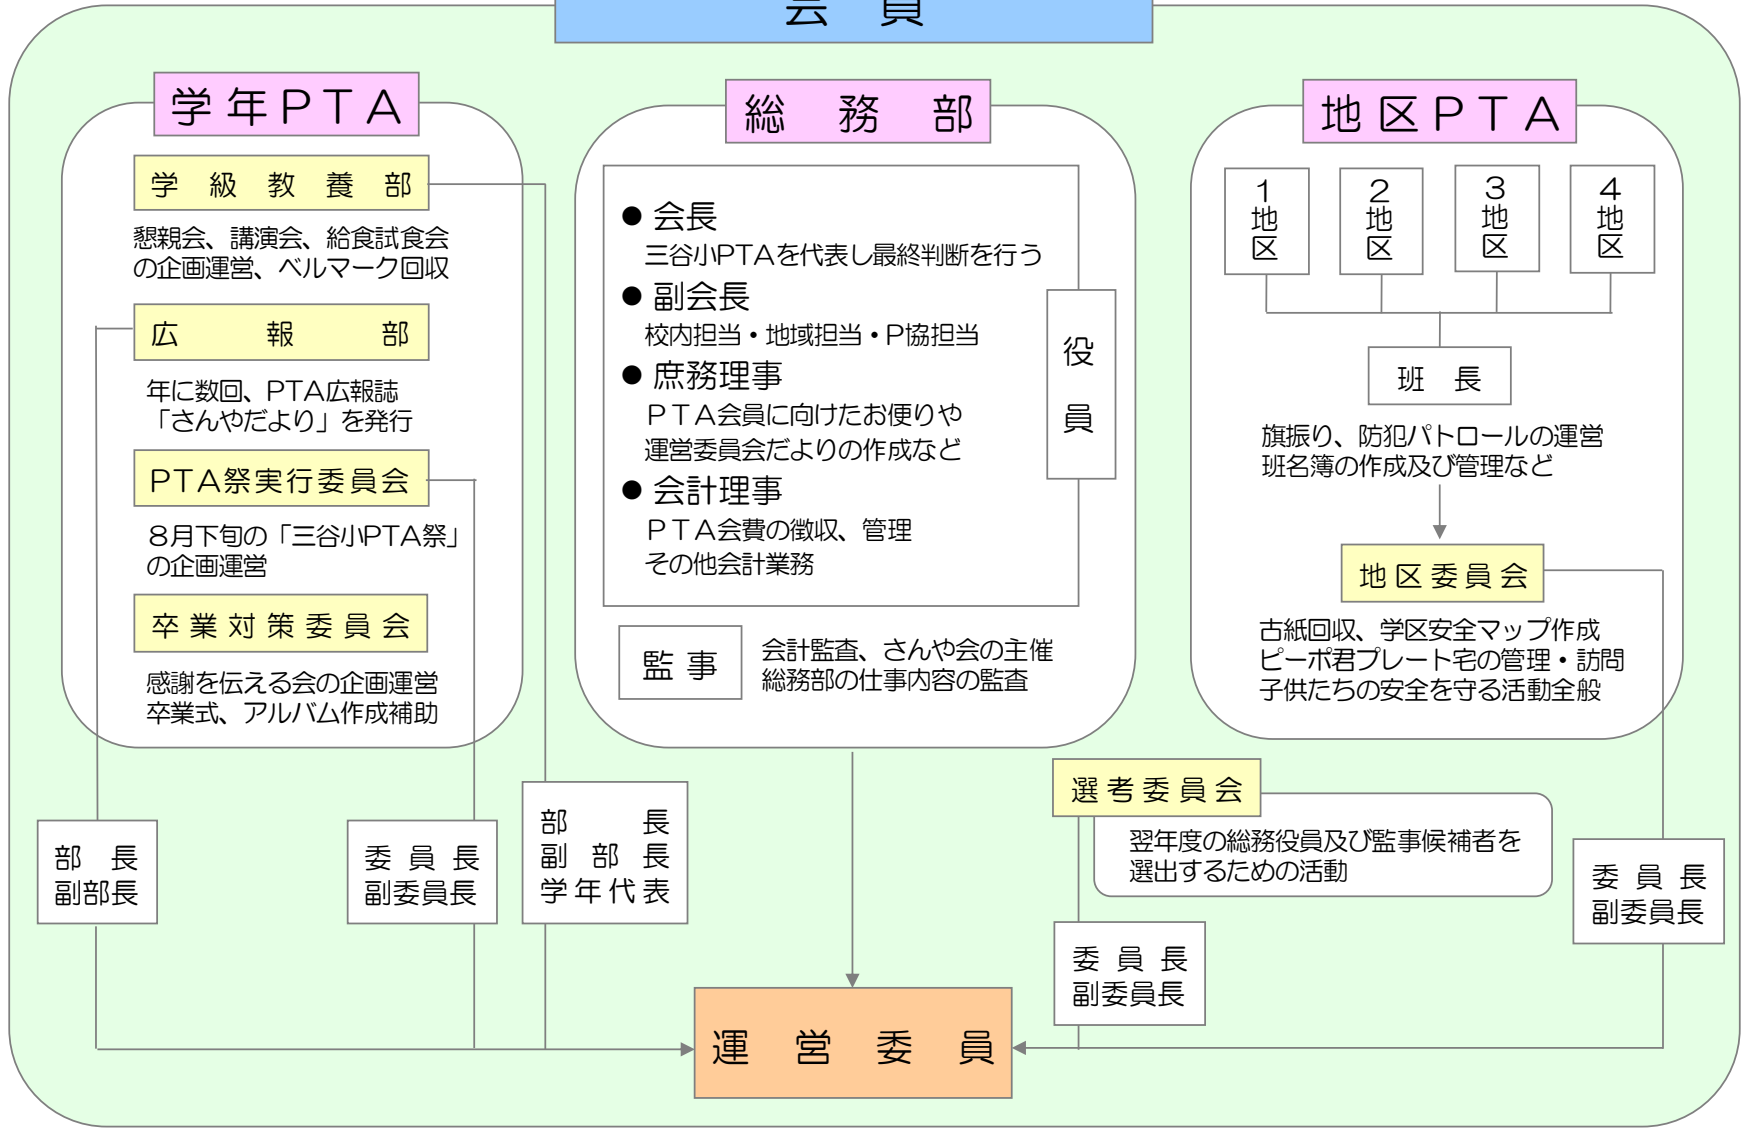 会員
学年PTA
学級教養部
懇親会、講演会、給食試食会
の企画運営、ベルマーク回収
広報部
年に数回、PTA広報誌
「さんやだより」を発行
PTA祭実行委員会
８月下旬の「三谷小PTA祭」
の企画運営
卒業対策委員会
感謝を伝える会の企画運営
卒業式、アルバム作成補助
総務部
● 会長
三谷小PTAを代表し最終判断を行う
● 副会長
校内担当・地域担当・P協担当
● 庶務理事
ＰＴＡ会員に向けたお便りや
運営委員会だよりの作成など
● 会計理事
ＰＴＡ会費の徴収、管理
その他会計業務
役員
監事
会計監査、さんや会の主催
総務部の仕事内容の監査
地区PTA
１地区
２地区
３地区
４地区
班長
旗振り、防犯パトロールの運営
班名簿の作成及び管理など
地区委員会
古紙回収、学区安全マップ作成
ピーポ君プレート宅の管理・訪問
子供たちの安全を守る活動全般
選考委員会
翌年度の総務役員及び監事候補者を
選出するための活動
部長
副部長
委員長
副委員長
部長
副部長
学年代表
委員長
副委員長
委員長
副委員長
運営委員